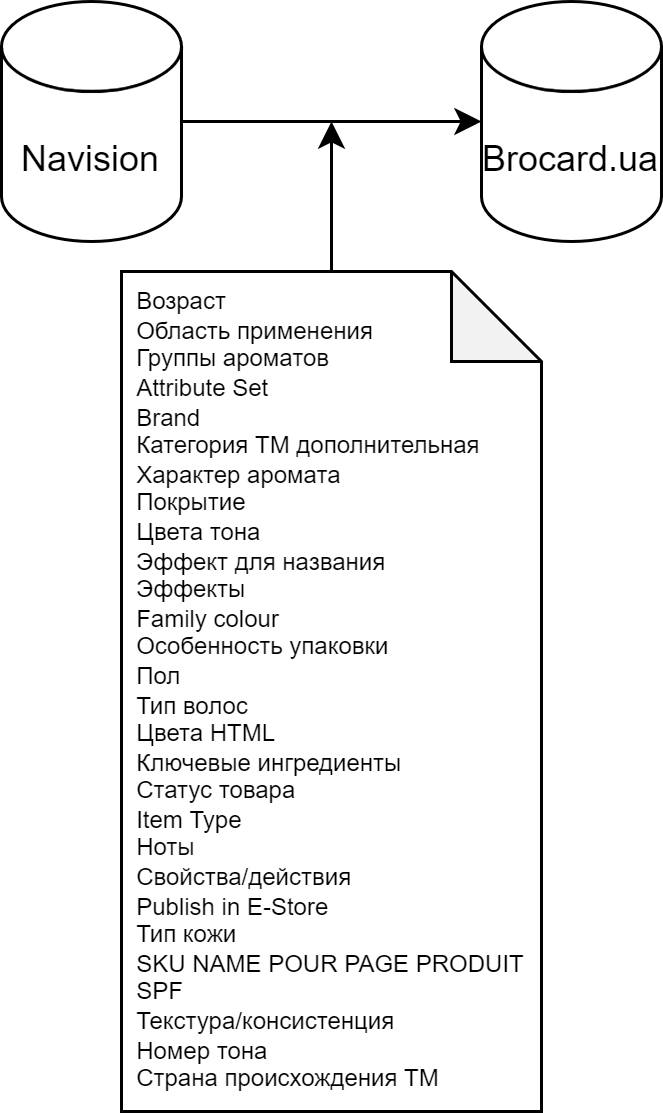 Navision
Brocard.ua
Возраст
Область применения
Группы ароматов
Attribute Set
Brand
Категория ТМ дополнительная
Характер аромата
Покрытие
Цвета тона
Эффект для названия
Эффекты
Family colour
Особенность упаковки
Пол
Тип волос
Цвета HTML
Ключевые ингредиенты
Статус товара
Item Type
Ноты
Свойства/действия
Publish in E-Store
Тип кожи
SKU NAME POUR PAGE PRODUIT
SPF
Текстура/консистенция
Номер тона
Страна происхождения ТМ